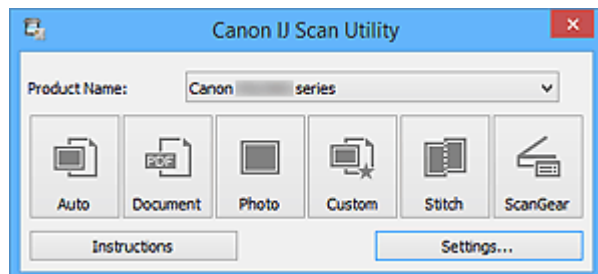 Canon IJ Scan Utility
Product Name: Canon series
PDF
Auto Document Photo Custom Stitch ScanGear
Instructions Settings...